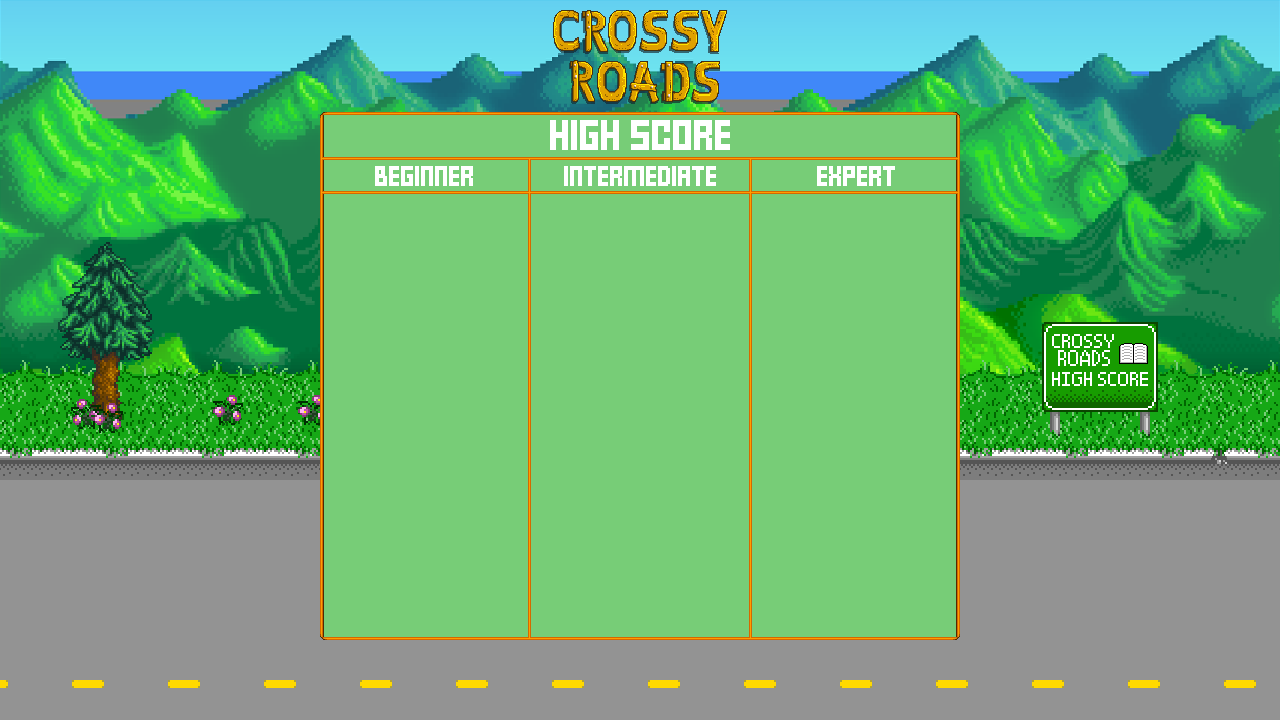 CROSSY
ROADS
HIGH SCORE
BEGINNER
INTERMEDIATE
EXPERT
CROSSY
ROADS
HIGH SCORE